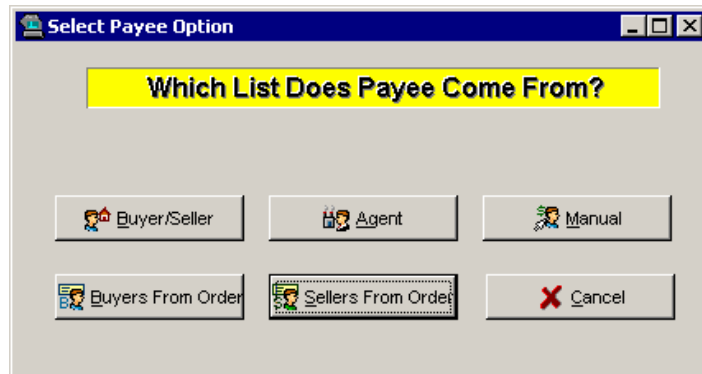 Select Payee Option
Which List Does Payee Come From?
Buyer/Seller
Agent
Manual
Buyers From Order
Sellers From Order
Cancel